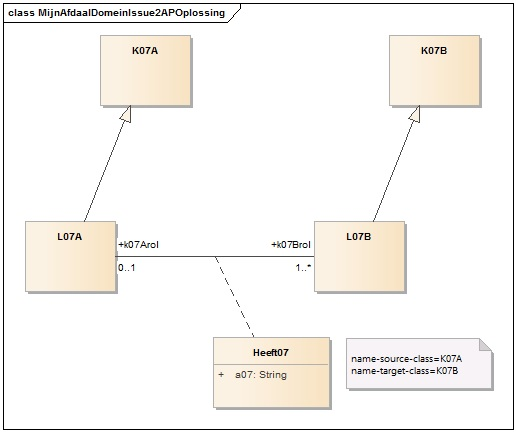 class MijnAfdaalDomeinIssue2APOplossing
K07A
K07B
L07A
L07B
+k07Arol
+k07Brol
0..1
1..*
Heeft07
+ a07: String
name-source-class=K07A
name-target-class=K07B